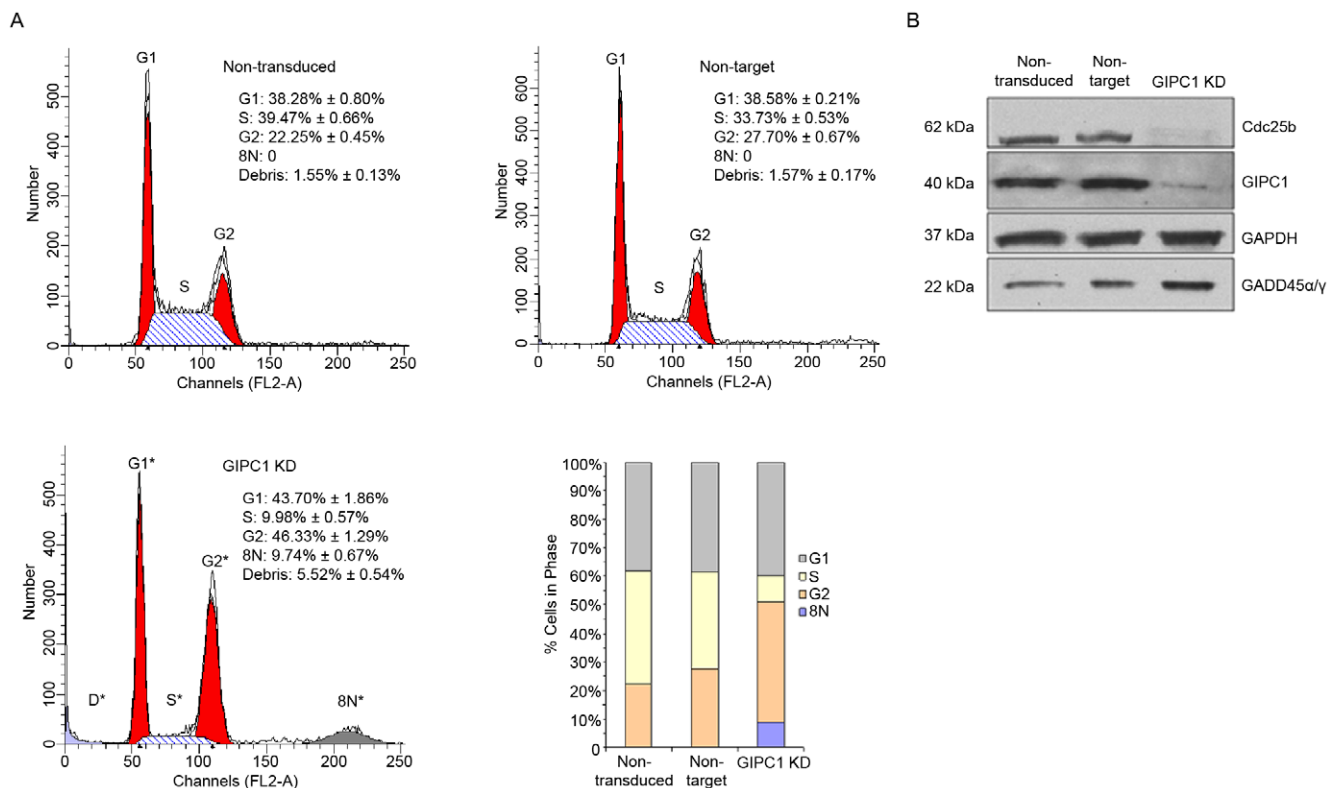 A
Non-transduced
G1: 38.28% ± 0.80%
S: 39.47% ± 0.66%
G2: 22.25% ± 0.45%
8N: 0
Debris: 1.55% ± 0.13%
G1
S
G2
Number
500
400
300
200
100
0
0 50 100 150 200 250
Channels (FL2-A)
Non-target
G1: 38.58% ± 0.21%
S: 33.73% ± 0.53%
G2: 27.70% ± 0.67%
8N: 0
Debris: 1.57% ± 0.17%
G1
S
G2
Number
600
500
400
300
200
100
0
0 50 100 150 200 250
Channels (FL2-A)
GIPC1 KD
G1: 43.70% ± 1.86%
S: 9.98% ± 0.57%
G2: 46.33% ± 1.29%
8N: 9.74% ± 0.67%
Debris: 5.52% ± 0.54%
G1*
G2*
D*
S*
8N*
Number
500
400
300
200
100
0
0 50 100 150 200 250
Channels (FL2-A)
% Cells in Phase
100%
90%
80%
70%
60%
50%
40%
30%
20%
10%
0
Non-
transduced
Non-
target
GIPC1 KD
G1
S
G2
8N
B
Non-
transduced
Non-
target
GIPC1 KD
62 kDa
Cdc25b
40 kDa
GIPC1
37 kDa
GAPDH
22 kDa
GADD45α/γ